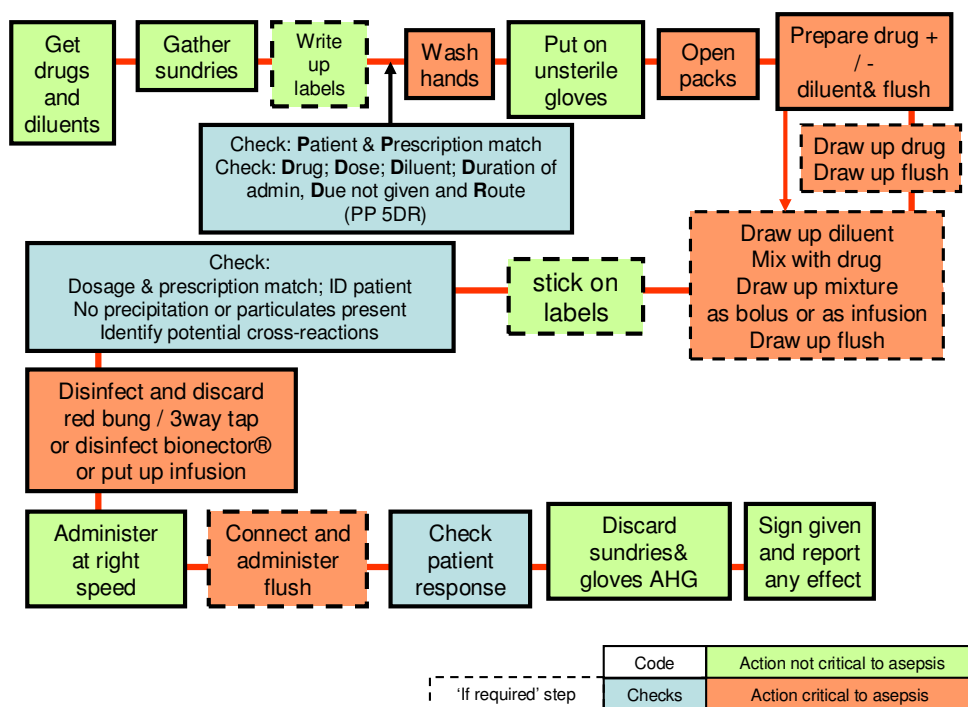 Get
drugs
and
diluents
Gather
sundries
Write
up
labels
Wash
hands
Put on
unsterile
gloves
Open
packs
Prepare drug +
/ -
diluent& flush
Check: Patient & Prescription match
Check: Drug; Dose; Diluent; Duration of
admin, Due not given and Route
(PP 5DR)
Draw up drug
Draw up flush
Draw up diluent
Mix with drug
Draw up mixture
as bolus or as infusion
Draw up flush
stick on
labels
Check:
Dosage & prescription match; ID patient
No precipitation or particulates present
Identify potential cross-reactions
Disinfect and discard
red bung / 3way tap
or disinfect bionector®
or put up infusion
Administer
at right
speed
Connect and
administer
flush
Check
patient
response
Discard
sundries&
gloves AHG
Sign given
and report
any effect
Code
Action not critical to asepsis
'If required' step
Checks
Action critical to asepsis